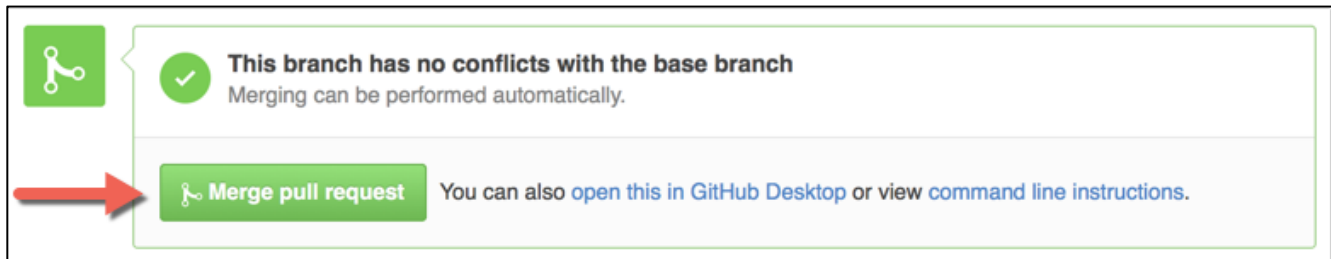 This branch has no conflicts with the base branch
Merging can be performed automatically.
Merge pull request You can also open this in GitHub Desktop or view command line instructions.